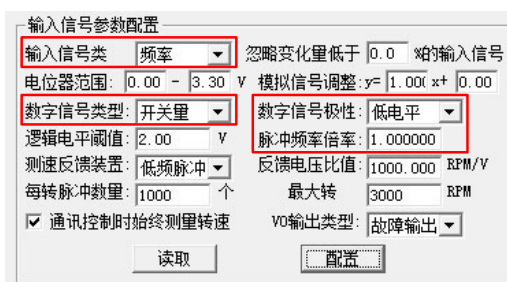 输入信号参数配置
输入信号类 频率 忽略变化量低于 0.0 %的输入信号
电位器范围: 0.00 - 3.30 V 模拟信号调整:y= 1.00( x+ 0.00
数字信号类型: 开关量 数字信号极性: 低电平
逻辑电平阈值: 2.00 V 脉冲频率倍率: 1.000000
测速反馈装置: 低频脉冲 反馈电压比值: 1000.000 RPM/V
每转脉冲数量: 1000 个 最大转 3000 RPM
通讯控制时始终测量转速 VO输出类型: 故障输出
读取 配置